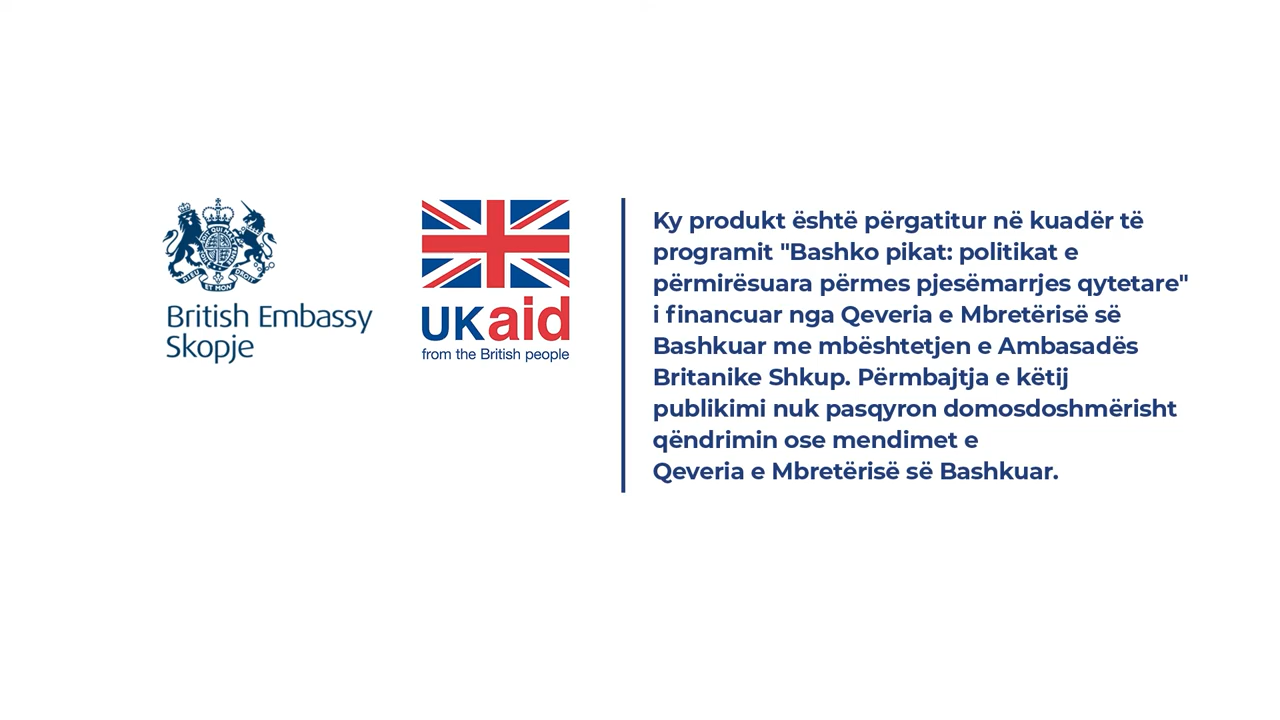 British Embassy
Skopje
UKaid
from the British people
Ky produkt është përgatitur në kuadër të
programit "Bashko pikat: politikat e
përmirësuara përmes pjesëmarrjes qytetare"
i financuar nga Qeveria e Mbretërisë së
Bashkuar me mbështetjen e Ambasadës
Britanike Shkup. Përmbajtja e këtij
publikimi nuk pasqyron domosdoshmërisht
qëndrimin ose mendimet e
Qeveria e Mbretërisë së Bashkuar.